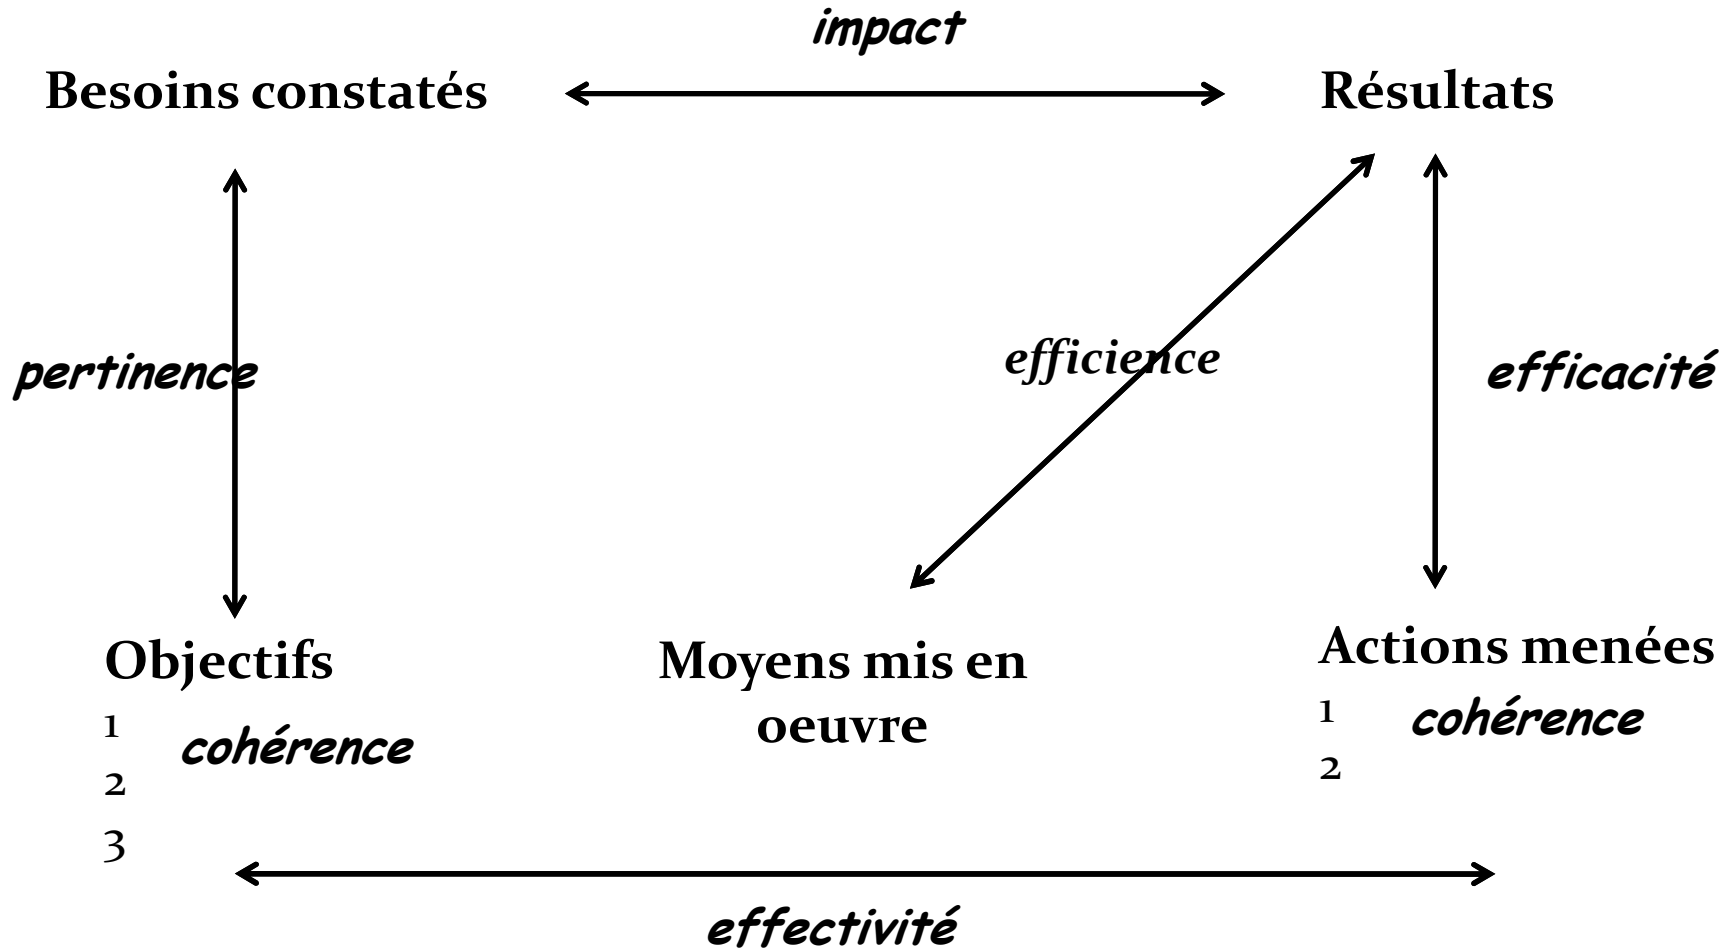 impact
Besoins constatés
Résultats
efficience
pertinence
efficacité
Objectifs
Moyens mis en
oeuvre
Actions menées
1
cohérence
2
3
1
cohérence
2
effectivité